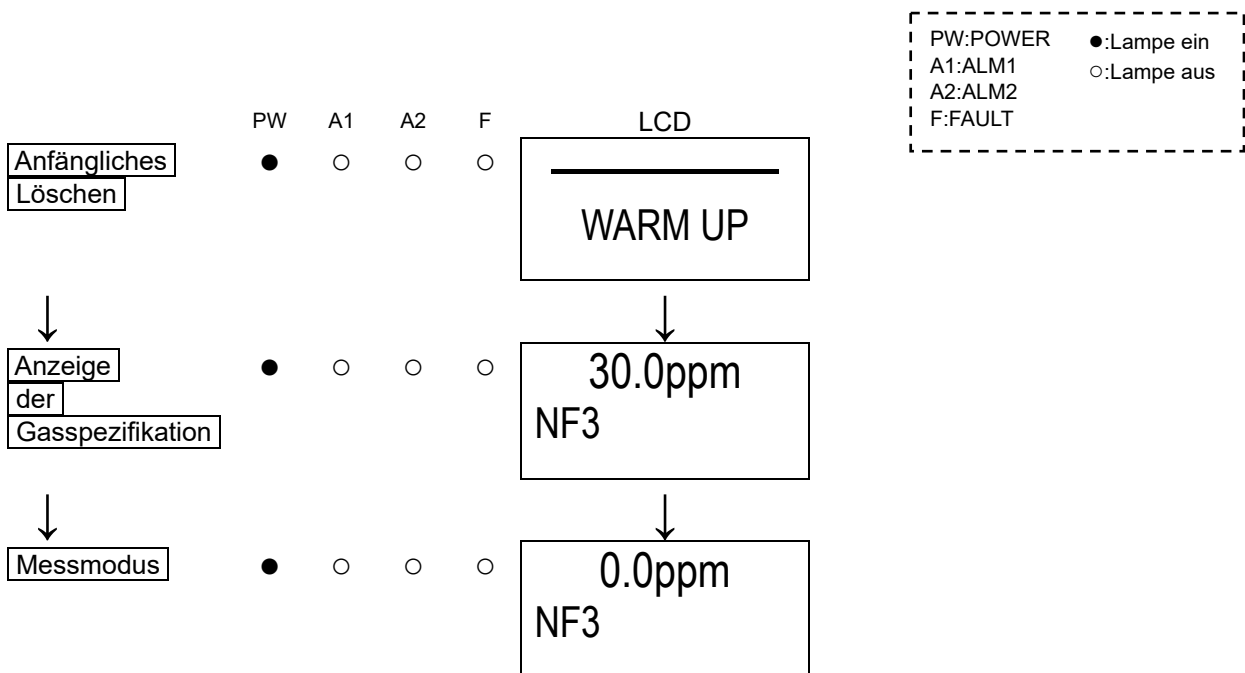 PW:POWER ●:Lampe ein
A1:ALM1 ○:Lampe aus
A2:ALM2
F:FAULT
PW A1 A2 F LCD
Anfängliches ● ○ ○ ○
Löschen
WARM UP
↓ ↓
Anzeige ● ○ ○ ○ 30.0ppm
der
Gasspezifikation NF3
↓ ↓
Messmodus ● ○ ○ ○ 0.0ppm
NF3